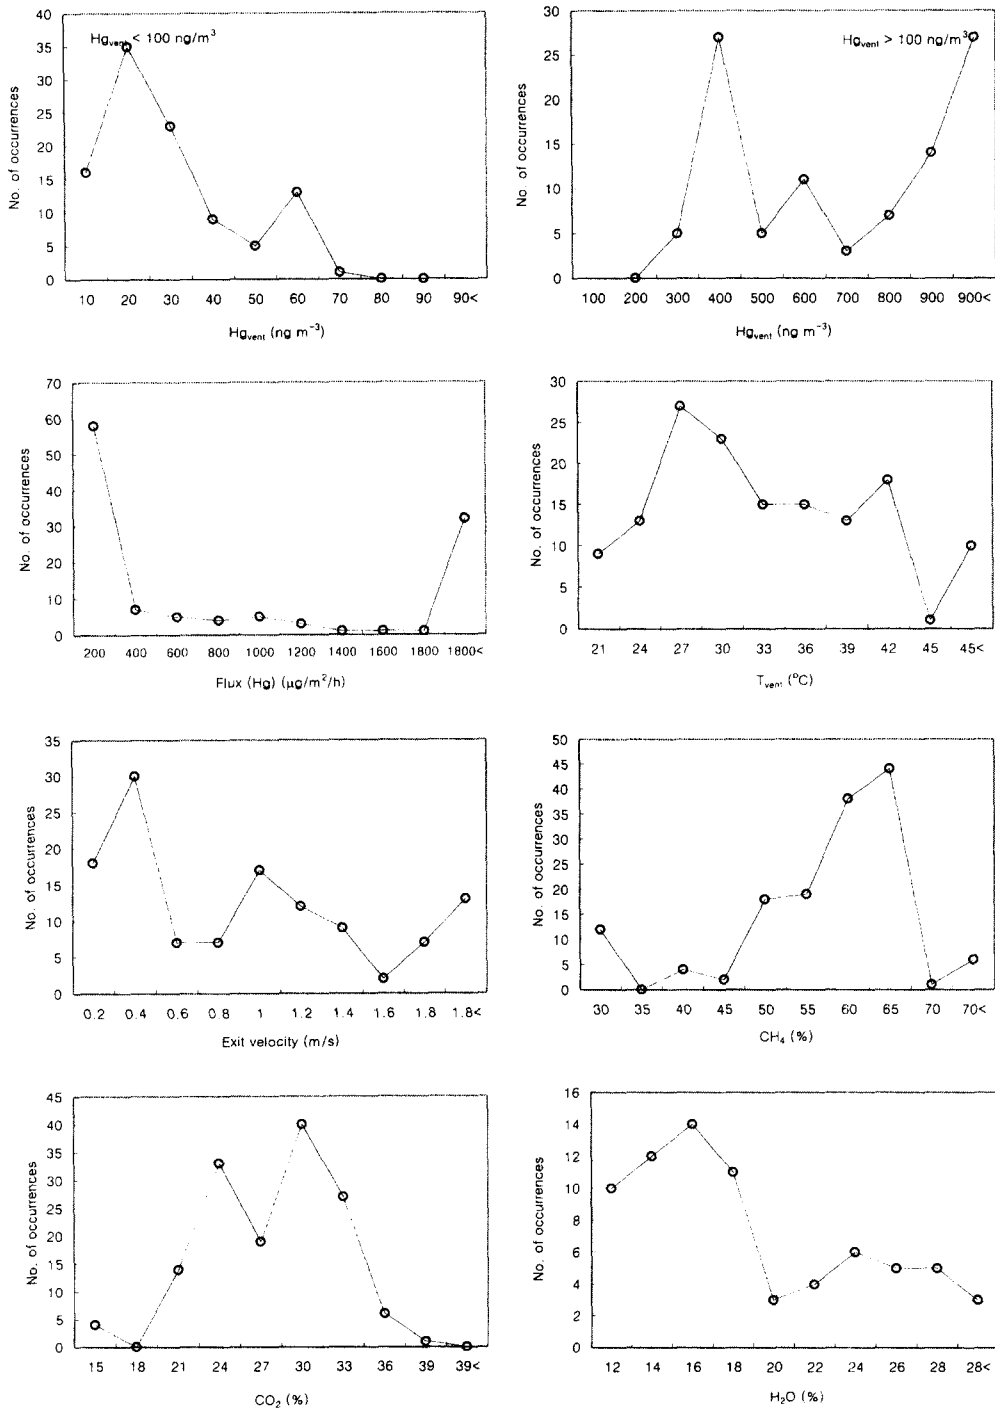 Hgvent < 100 ng/m³
No. of occurrences
40
35
30
25
20
15
10
5
0
10 20 30 40 50 60 70 80 90 90<
Hgvent (ng m⁻³)
Hgvent > 100 ng/m³
No. of occurrences
30
25
20
15
10
5
0
100 200 300 400 500 600 700 800 900 900<
Hgvent (ng m⁻³)
No. of occurrences
70
60
50
40
30
20
10
0
200 400 600 800 1000 1200 1400 1600 1800 1800<
Flux (Hg) (μg/m²/h)
No. of occurrences
30
25
20
15
10
5
0
21 24 27 30 33 36 39 42 45 45<
Tvent (°C)
No. of occurrences
35
30
25
20
15
10
5
0
0.2 0.4 0.6 0.8 1 1.2 1.4 1.6 1.8 1.8<
Exit velocity (m/s)
No. of occurrences
50
45
40
35
30
25
20
15
10
5
0
30 35 40 45 50 55 60 65 70 70<
CH₄ (%)
No. of occurrences
45
40
35
30
25
20
15
10
5
0
15 18 21 24 27 30 33 36 39 39<
CO₂ (%)
No. of occurrences
16
14
12
10
8
6
4
2
0
12 14 16 18 20 22 24 26 28 28<
H₂O (%)